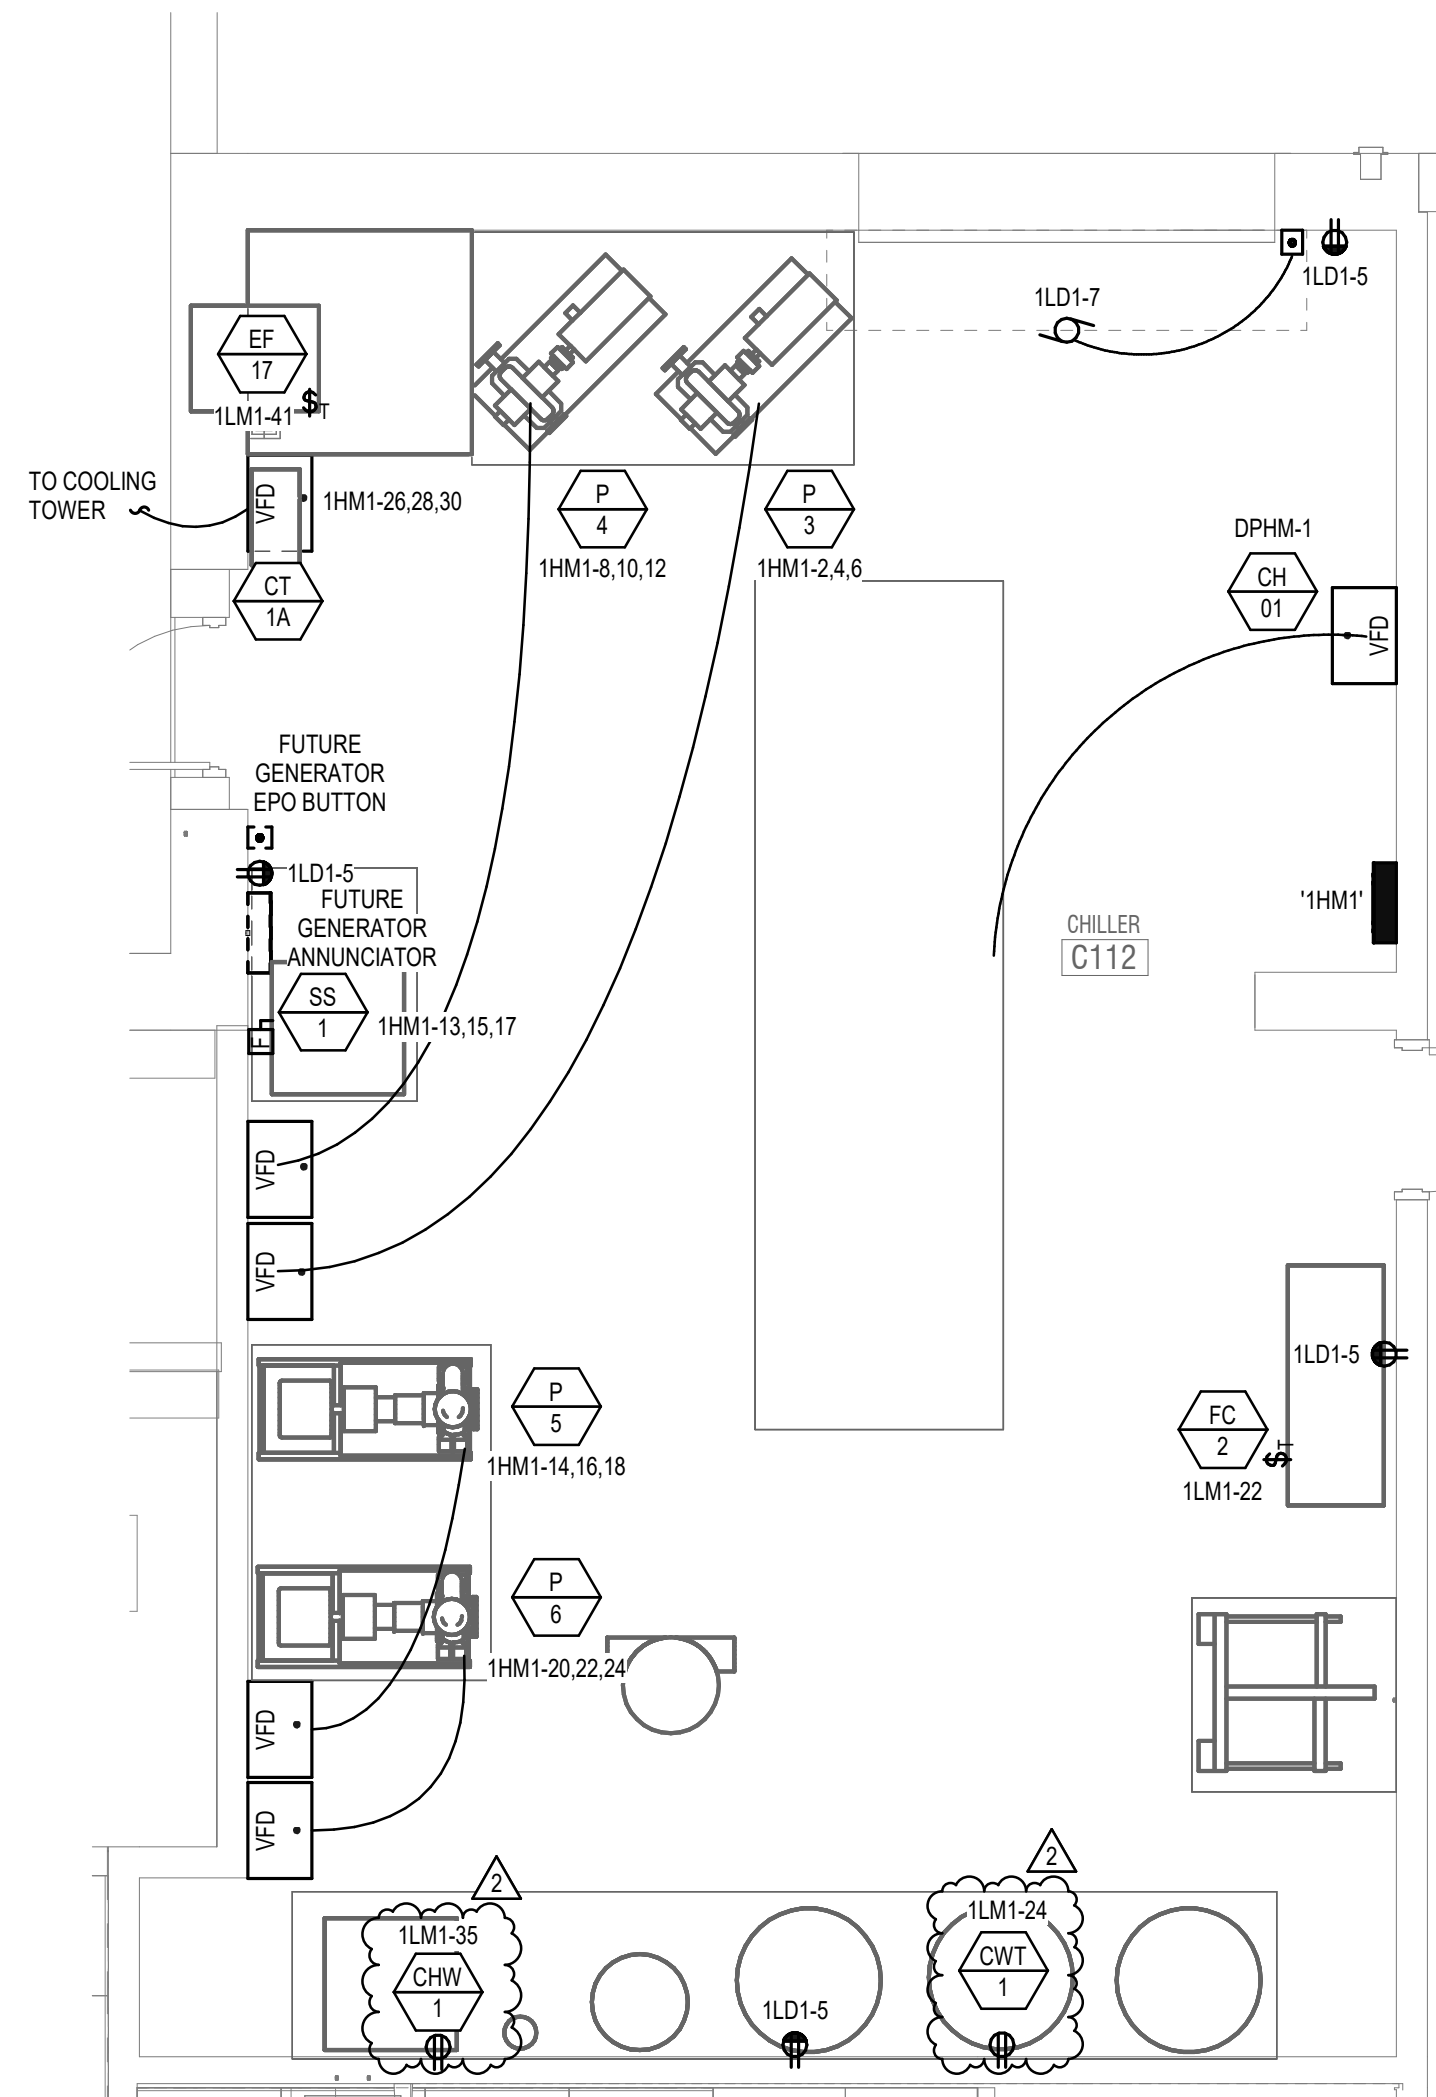 1LD1-5
1LD1-7
EF
17
1LM1-41
$T
TO COOLING
TOWER
VFD
1HM1-26,28,30
CT
1A
P
4
1HM1-8,10,12
P
3
1HM1-2,4,6
DPHM-1
CH
01
VFD
FUTURE
GENERATOR
EPO BUTTON
1LD1-5
FUTURE
GENERATOR
ANNUNCIATOR
SS
1
1HM1-13,15,17
F
'1HM1'
CHILLER
C112
VFD
VFD
1LD1-5
P
5
1HM1-14,16,18
FC
2
$T
1LM1-22
P
6
1HM1-20,22,24
VFD
VFD
2
1LM1-35
CHW
1
1LD1-5
2
1LM1-24
CWT
1